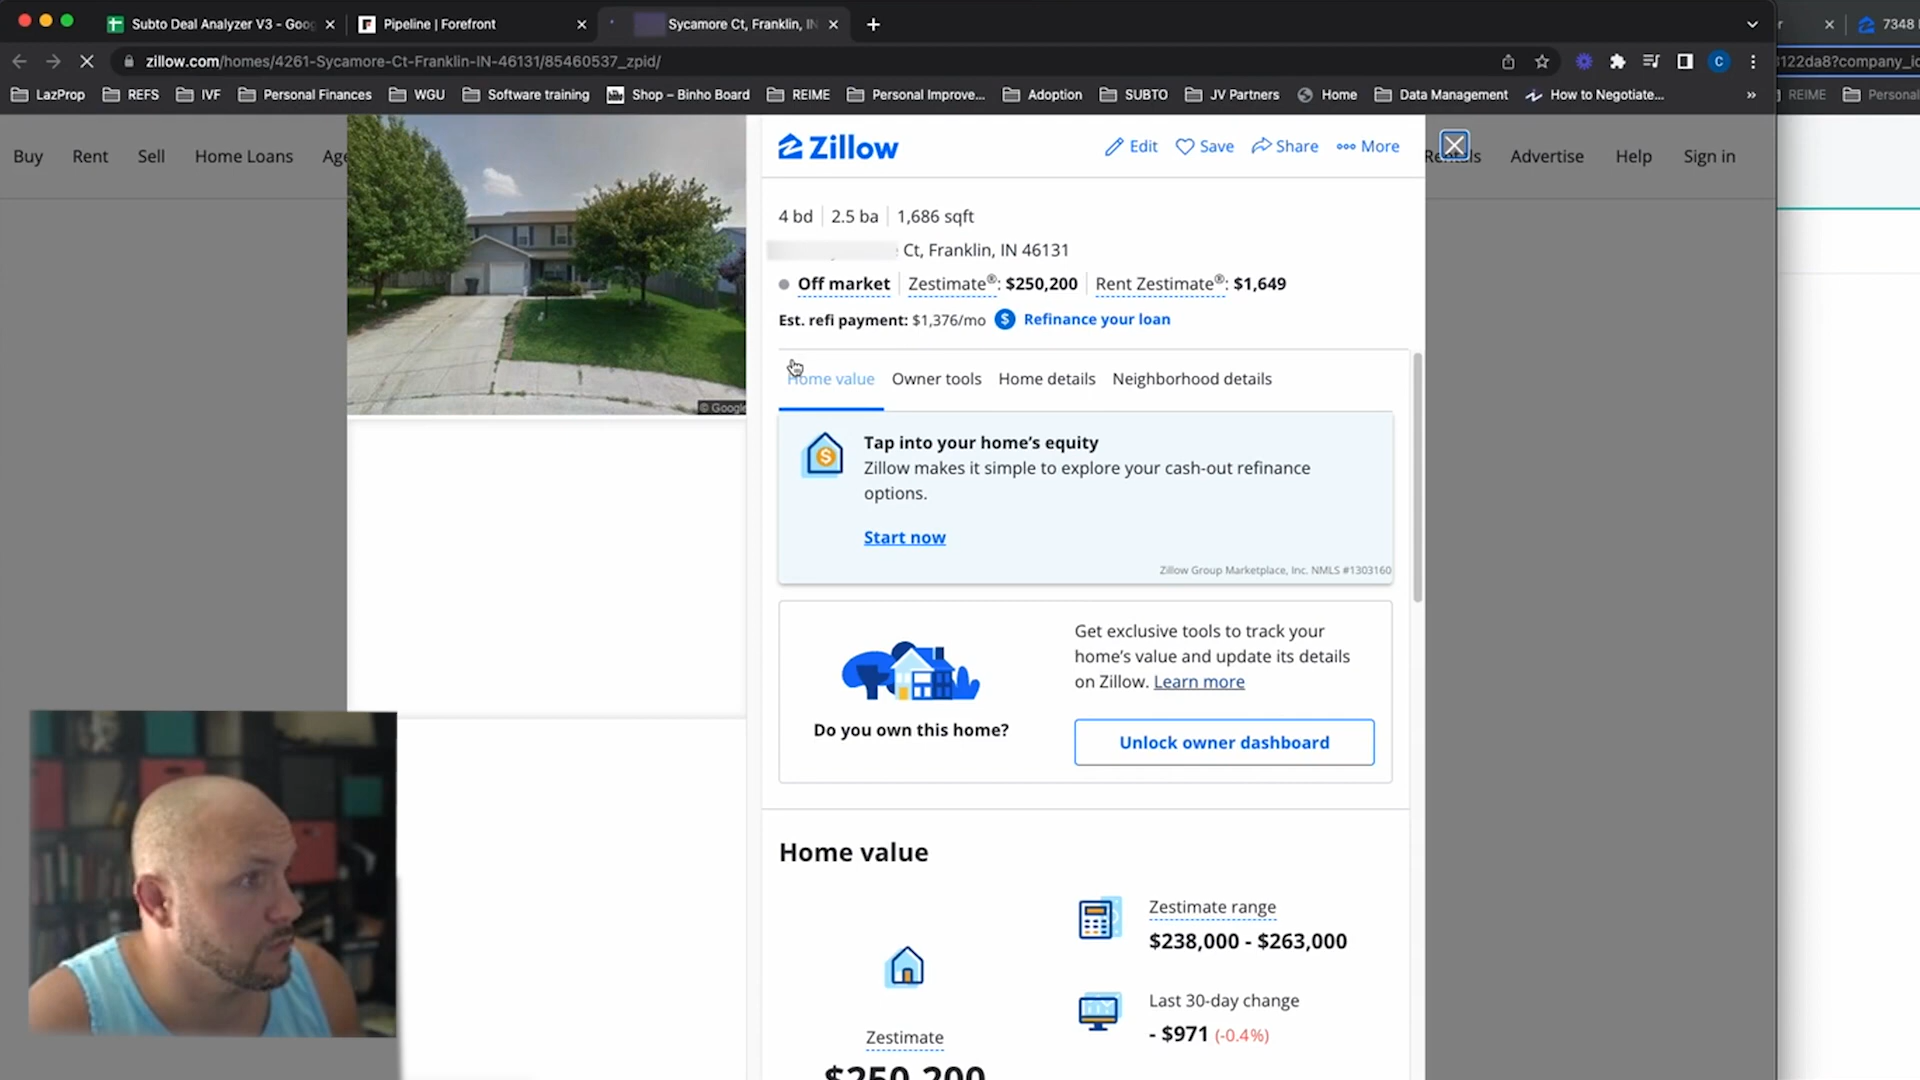 Subto Deal Analyzer V3 - Goog
Pipeline | Forefront
Sycamore Ct, Franklin, IN
7348
zillow.com/homes/4261-Sycamore-Ct-Franklin-IN-46131/85460537_zpid/
122da8?company_ic
LazProp
REFS
IVF
Personal Finances
WGU
Software training
Shop – Binho Board
REIME
Personal Improve...
Adoption
SUBTO
JV Partners
Home
Data Management
How to Negotiate...
»
REIME
Personal
Buy
Rent
Sell
Home Loans
Age
Zillow
Edit
Save
Share
More
Rentals
Advertise
Help
Sign in
4 bd | 2.5 ba | 1,686 sqft
Ct, Franklin, IN 46131
Off market | Zestimate®: $250,200 | Rent Zestimate®: $1,649
Est. refi payment: $1,376/mo $ Refinance your loan
Home value
Owner tools
Home details
Neighborhood details
© Google
Tap into your home's equity
Zillow makes it simple to explore your cash-out refinance
options.
Start now
Zillow Group Marketplace, Inc. NMLS #1303160
Do you own this home?
Get exclusive tools to track your
home's value and update its details
on Zillow. Learn more
Unlock owner dashboard
Home value
Zestimate
$250,200
Zestimate range
$238,000 - $263,000
Last 30-day change
- $971 (-0.4%)